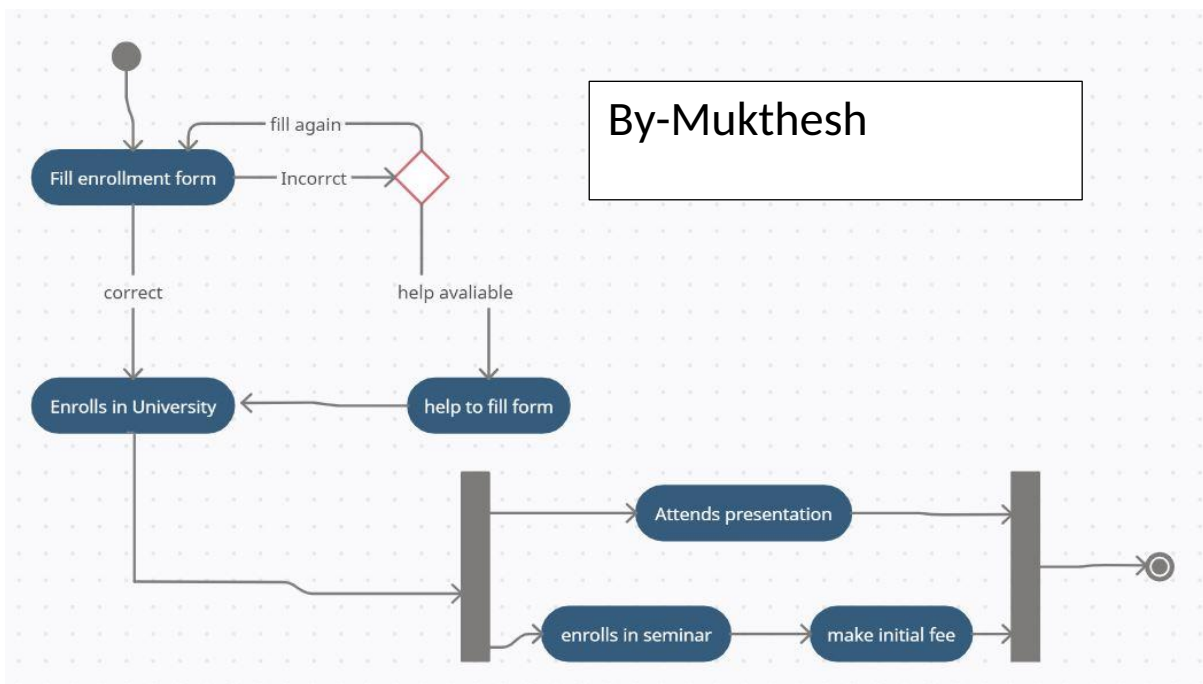 By-Mukthesh
fill again
Fill enrollment form
Incorrct
correct
help avaliable
Enrolls in University
help to fill form
Attends presentation
enrolls in seminar
make initial fee